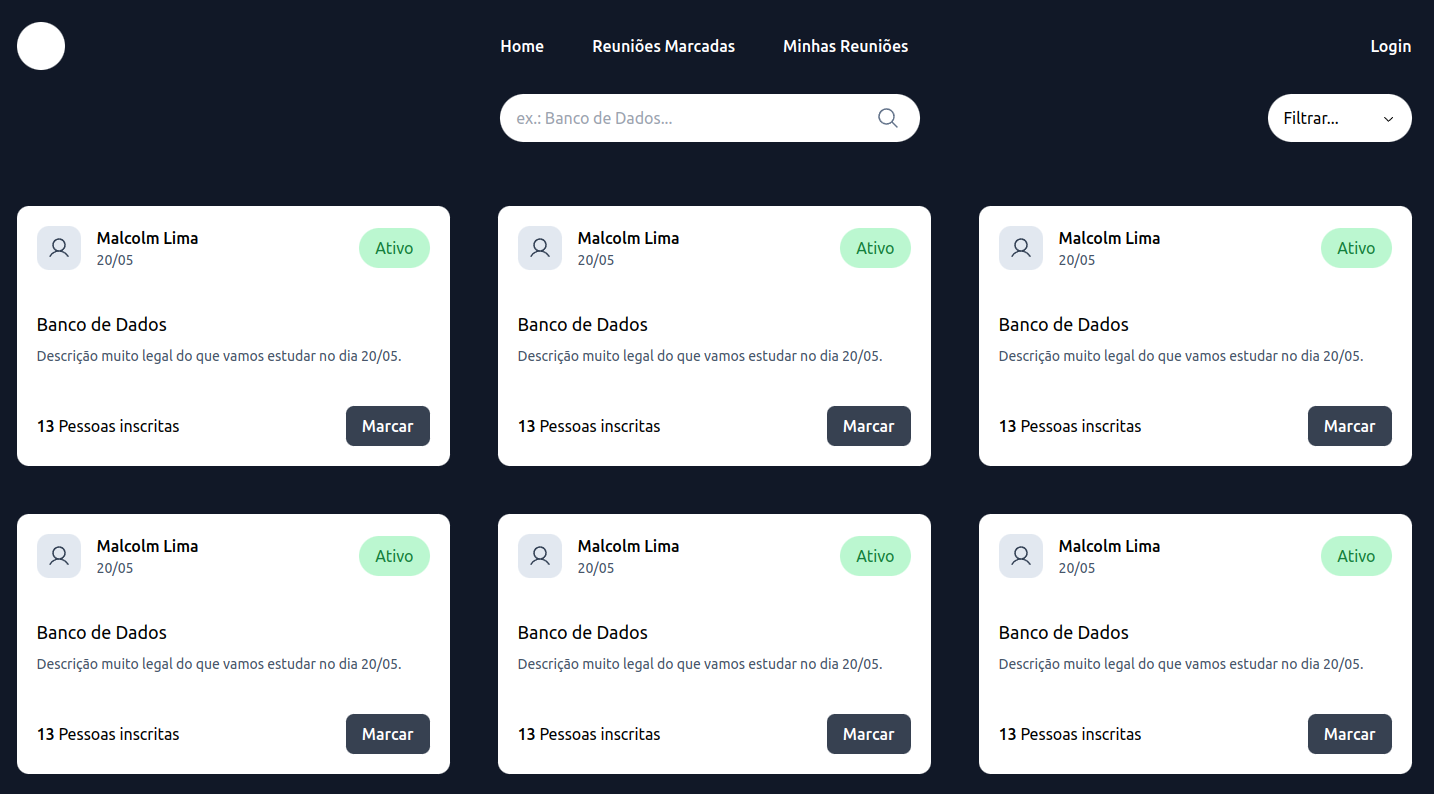 Home Reuniões Marcadas Minhas Reuniões Login
ex.: Banco de Dados... Filtrar...
Malcolm Lima
20/05
Ativo
Banco de Dados
Descrição muito legal do que vamos estudar no dia 20/05.
13 Pessoas inscritas
Marcar
Malcolm Lima
20/05
Ativo
Banco de Dados
Descrição muito legal do que vamos estudar no dia 20/05.
13 Pessoas inscritas
Marcar
Malcolm Lima
20/05
Ativo
Banco de Dados
Descrição muito legal do que vamos estudar no dia 20/05.
13 Pessoas inscritas
Marcar
Malcolm Lima
20/05
Ativo
Banco de Dados
Descrição muito legal do que vamos estudar no dia 20/05.
13 Pessoas inscritas
Marcar
Malcolm Lima
20/05
Ativo
Banco de Dados
Descrição muito legal do que vamos estudar no dia 20/05.
13 Pessoas inscritas
Marcar
Malcolm Lima
20/05
Ativo
Banco de Dados
Descrição muito legal do que vamos estudar no dia 20/05.
13 Pessoas inscritas
Marcar